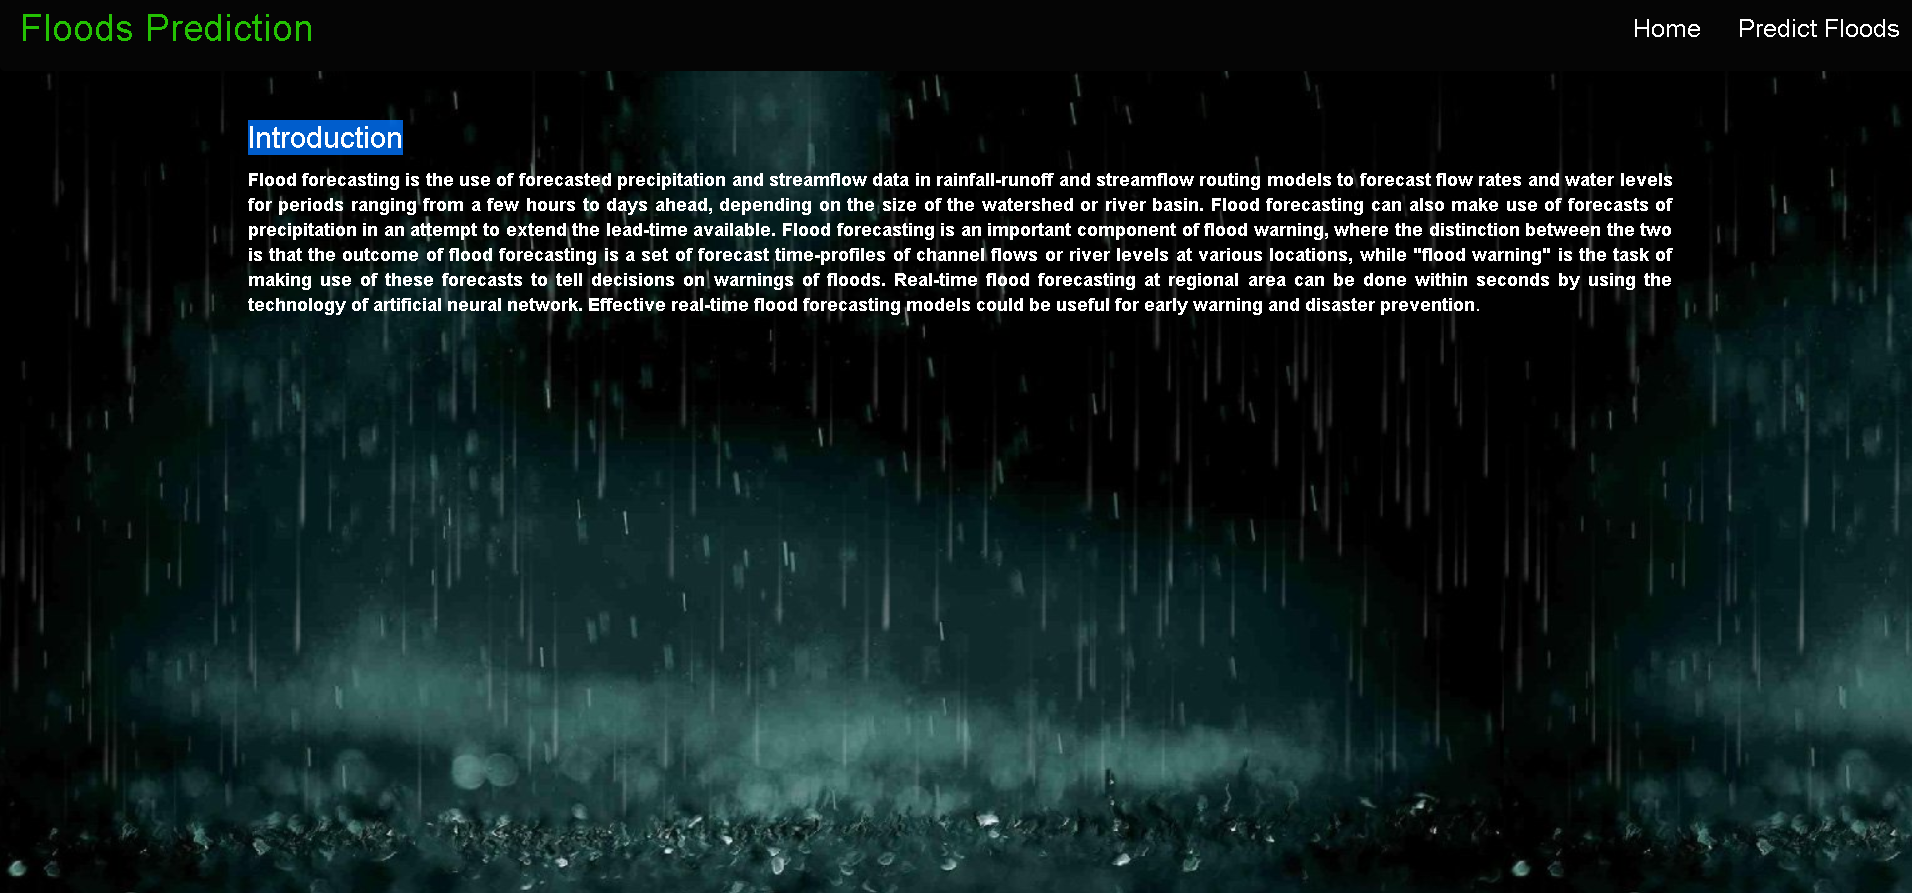 Floods Prediction
Home Predict Floods
Introduction
Flood forecasting is the use of forecasted precipitation and streamflow data in rainfall-runoff and streamflow routing models to forecast flow rates and water levels
for periods ranging from a few hours to days ahead, depending on the size of the watershed or river basin. Flood forecasting can also make use of forecasts of
precipitation in an attempt to extend the lead-time available. Flood forecasting is an important component of flood warning, where the distinction between the two
is that the outcome of flood forecasting is a set of forecast time-profiles of channel flows or river levels at various locations, while "flood warning" is the task of
making use of these forecasts to tell decisions on warnings of floods. Real-time flood forecasting at regional area can be done within seconds by using the
technology of artificial neural network. Effective real-time flood forecasting models could be useful for early warning and disaster prevention.